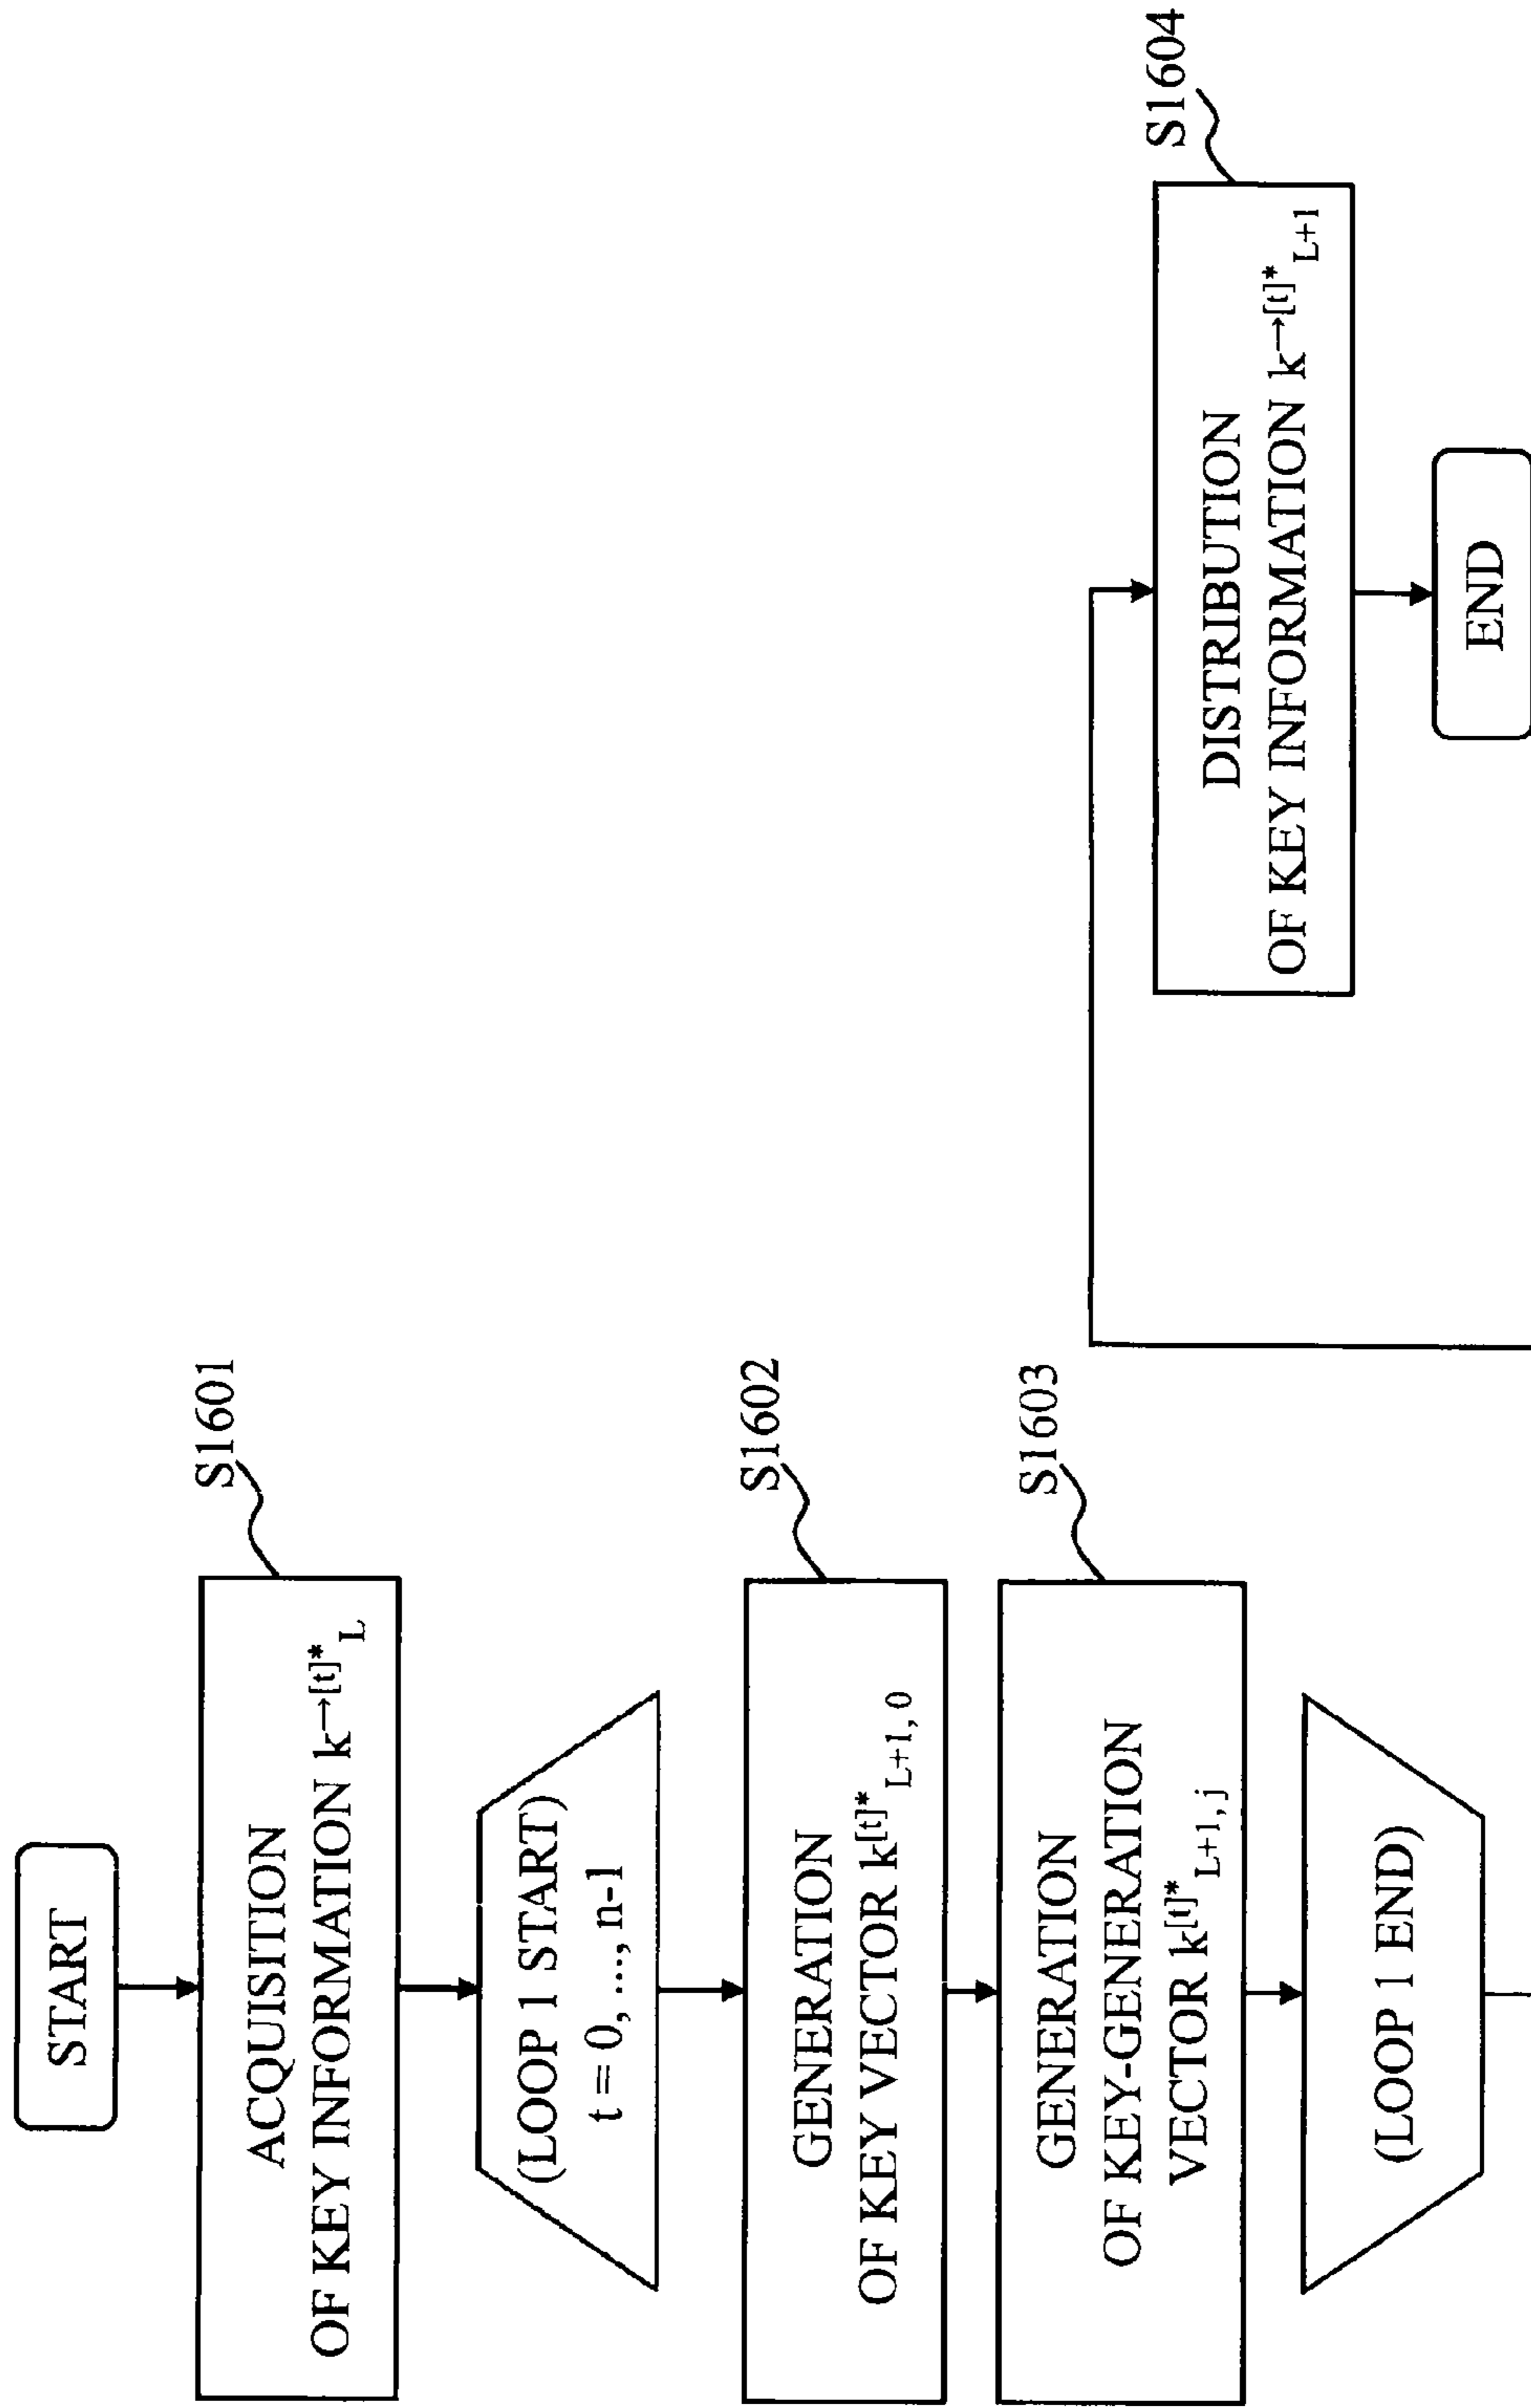 START
ACQUISITION
OF KEY INFORMATION k→[t]*L
S1601
(LOOP 1 START)
t = 0, ..., n-1
GENERATION
OF KEY VECTOR k[t]*L+1, 0
S1602
GENERATION
OF KEY-GENERATION
VECTOR k[t]*L+1, j
S1603
(LOOP 1 END)
DISTRIBUTION
OF KEY INFORMATION k→[t]*L+1
S1604
END